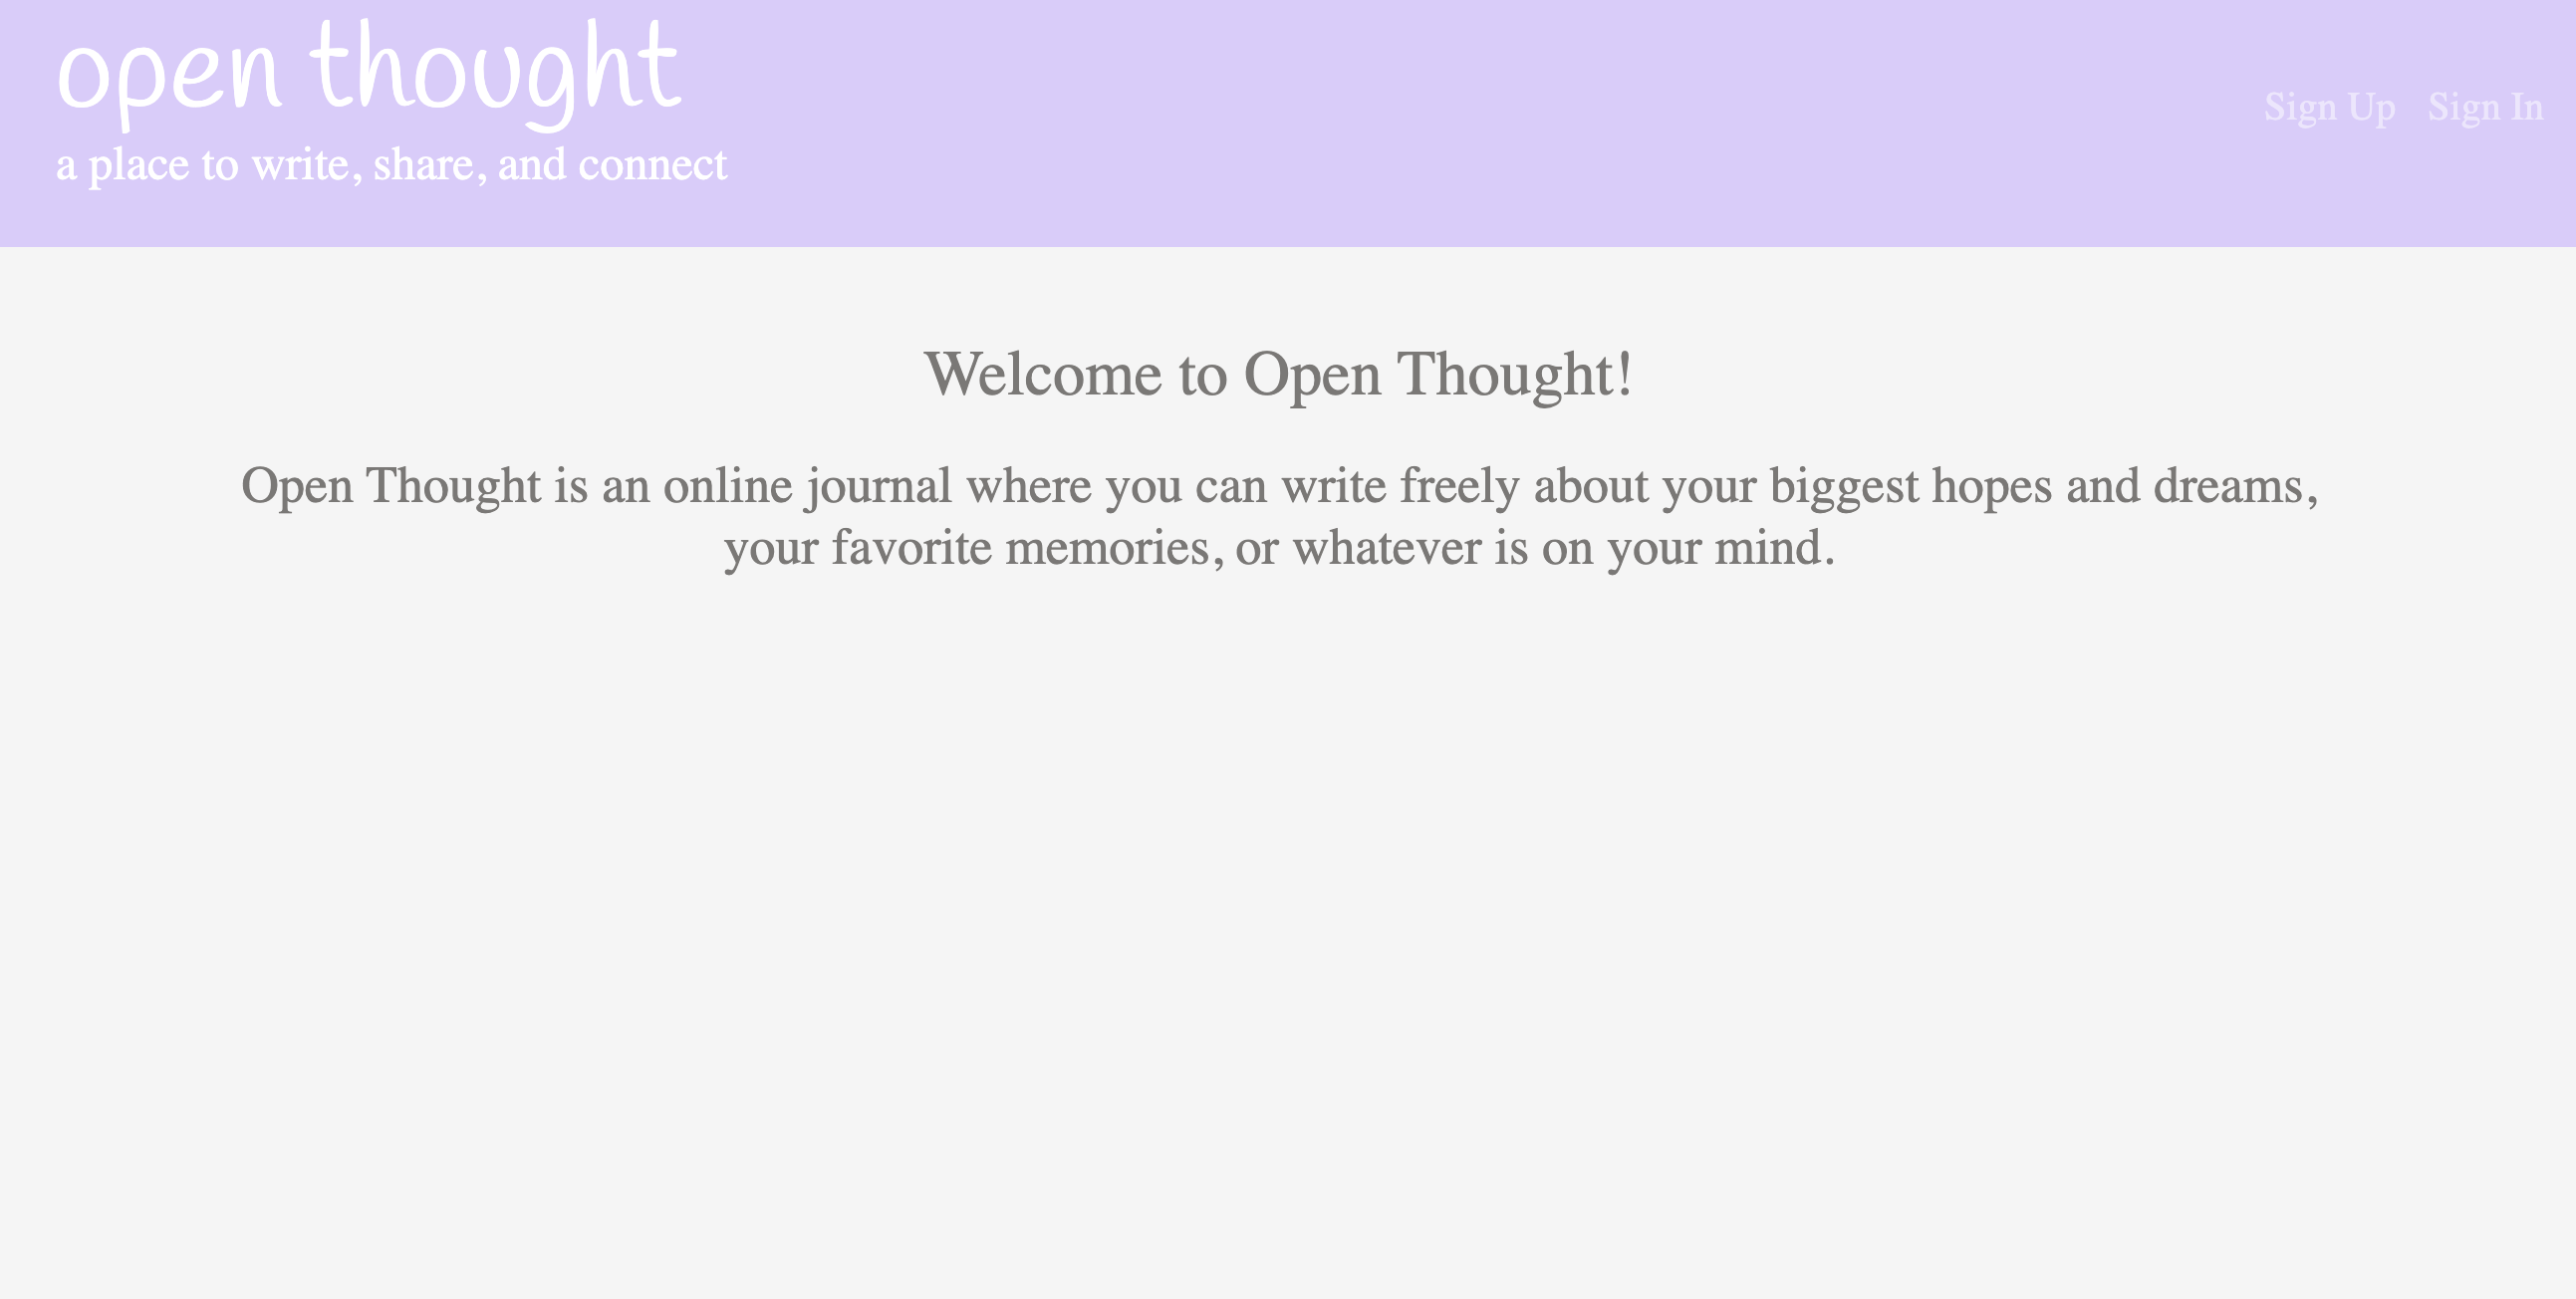 open thought
a place to write, share, and connect
Sign Up Sign In
Welcome to Open Thought!
Open Thought is an online journal where you can write freely about your biggest hopes and dreams,
your favorite memories, or whatever is on your mind.